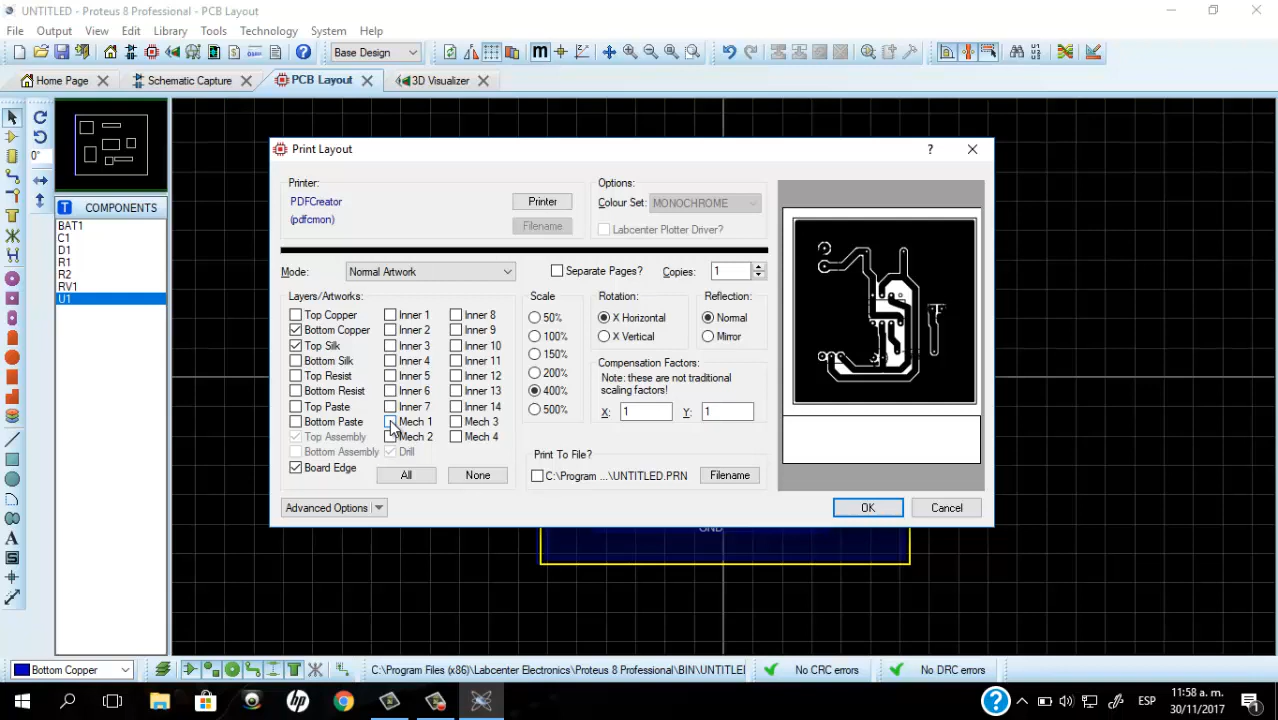 UNTITLED - Proteus 8 Professional - PCB Layout
File Output View Edit Library Tools Technology System Help
Base Design
Home Page Schematic Capture PCB Layout 3D Visualizer
0°
COMPONENTS
BAT1
C1
D1
R1
R2
RV1
U1
Print Layout
Printer:
PDFCreator
(pdfcmon)
Printer
Filename
Options:
Colour Set: MONOCHROME
Labcenter Plotter Driver?
Mode: Normal Artwork Separate Pages? Copies: 1
Layers/Artworks:
Top Copper Inner 1 Inner 8
Bottom Copper Inner 2 Inner 9
Top Silk Inner 3 Inner 10
Bottom Silk Inner 4 Inner 11
Top Resist Inner 5 Inner 12
Bottom Resist Inner 6 Inner 13
Top Paste Inner 7 Inner 14
Bottom Paste Mech 1 Mech 3
Top Assembly Mech 2 Mech 4
Bottom Assembly Drill
Board Edge All None
Scale
50%
100%
150%
200%
400%
500%
Rotation:
X Horizontal
X Vertical
Reflection:
Normal
Mirror
Compensation Factors:
Note: these are not traditional
scaling factors!
X: 1 Y: 1
Print To File?
C:\Program ...\UNTITLED.PRN Filename
Advanced Options OK Cancel
GND
Bottom Copper C:\Program Files (x86)\Labcenter Electronics\Proteus 8 Professional\BIN\UNTITLE No CRC errors No DRC errors
ESP
11:58 a. m.
30/11/2017